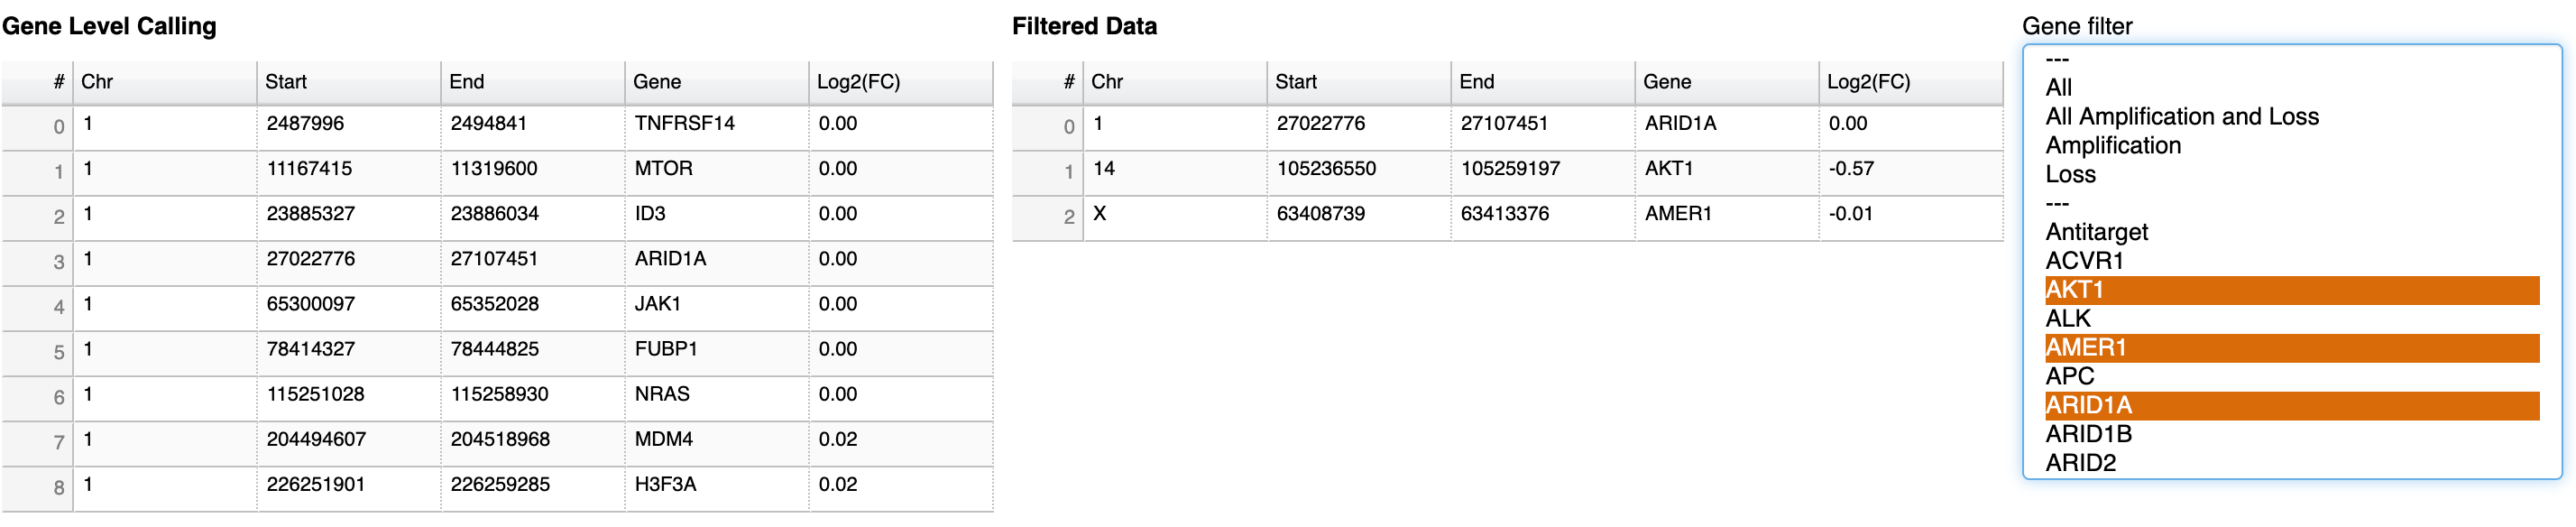 Gene Level Calling
# Chr Start End Gene Log2(FC)
0 1 2487996 2494841 TNFRSF14 0.00
1 1 11167415 11319600 MTOR 0.00
2 1 23885327 23886034 ID3 0.00
3 1 27022776 27107451 ARID1A 0.00
4 1 65300097 65352028 JAK1 0.00
5 1 78414327 78444825 FUBP1 0.00
6 1 115251028 115258930 NRAS 0.00
7 1 204494607 204518968 MDM4 0.02
8 1 226251901 226259285 H3F3A 0.02
Filtered Data
# Chr Start End Gene Log2(FC)
0 1 27022776 27107451 ARID1A 0.00
1 14 105236550 105259197 AKT1 -0.57
2 X 63408739 63413376 AMER1 -0.01
Gene filter
---
All
All Amplification and Loss
Amplification
Loss
---
Antitarget
ACVR1
AKT1
ALK
AMER1
APC
ARID1A
ARID1B
ARID2